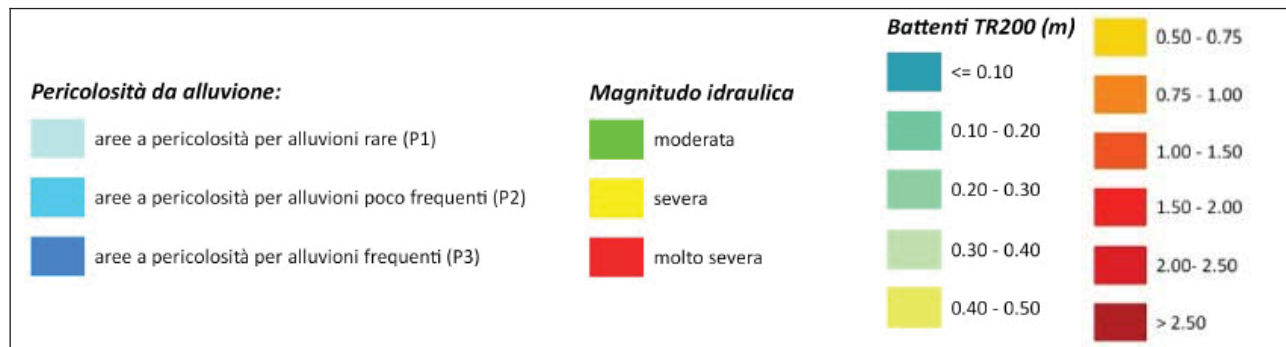 Pericolosità da alluvione:
aree a pericolosità per alluvioni rare (P1)
aree a pericolosità per alluvioni poco frequenti (P2)
aree a pericolosità per alluvioni frequenti (P3)
Magnitudo idraulica
moderata
severa
molto severa
Battenti TR200 (m)
<= 0.10
0.10 - 0.20
0.20 - 0.30
0.30 - 0.40
0.40 - 0.50
0.50 - 0.75
0.75 - 1.00
1.00 - 1.50
1.50 - 2.00
2.00- 2.50
> 2.50